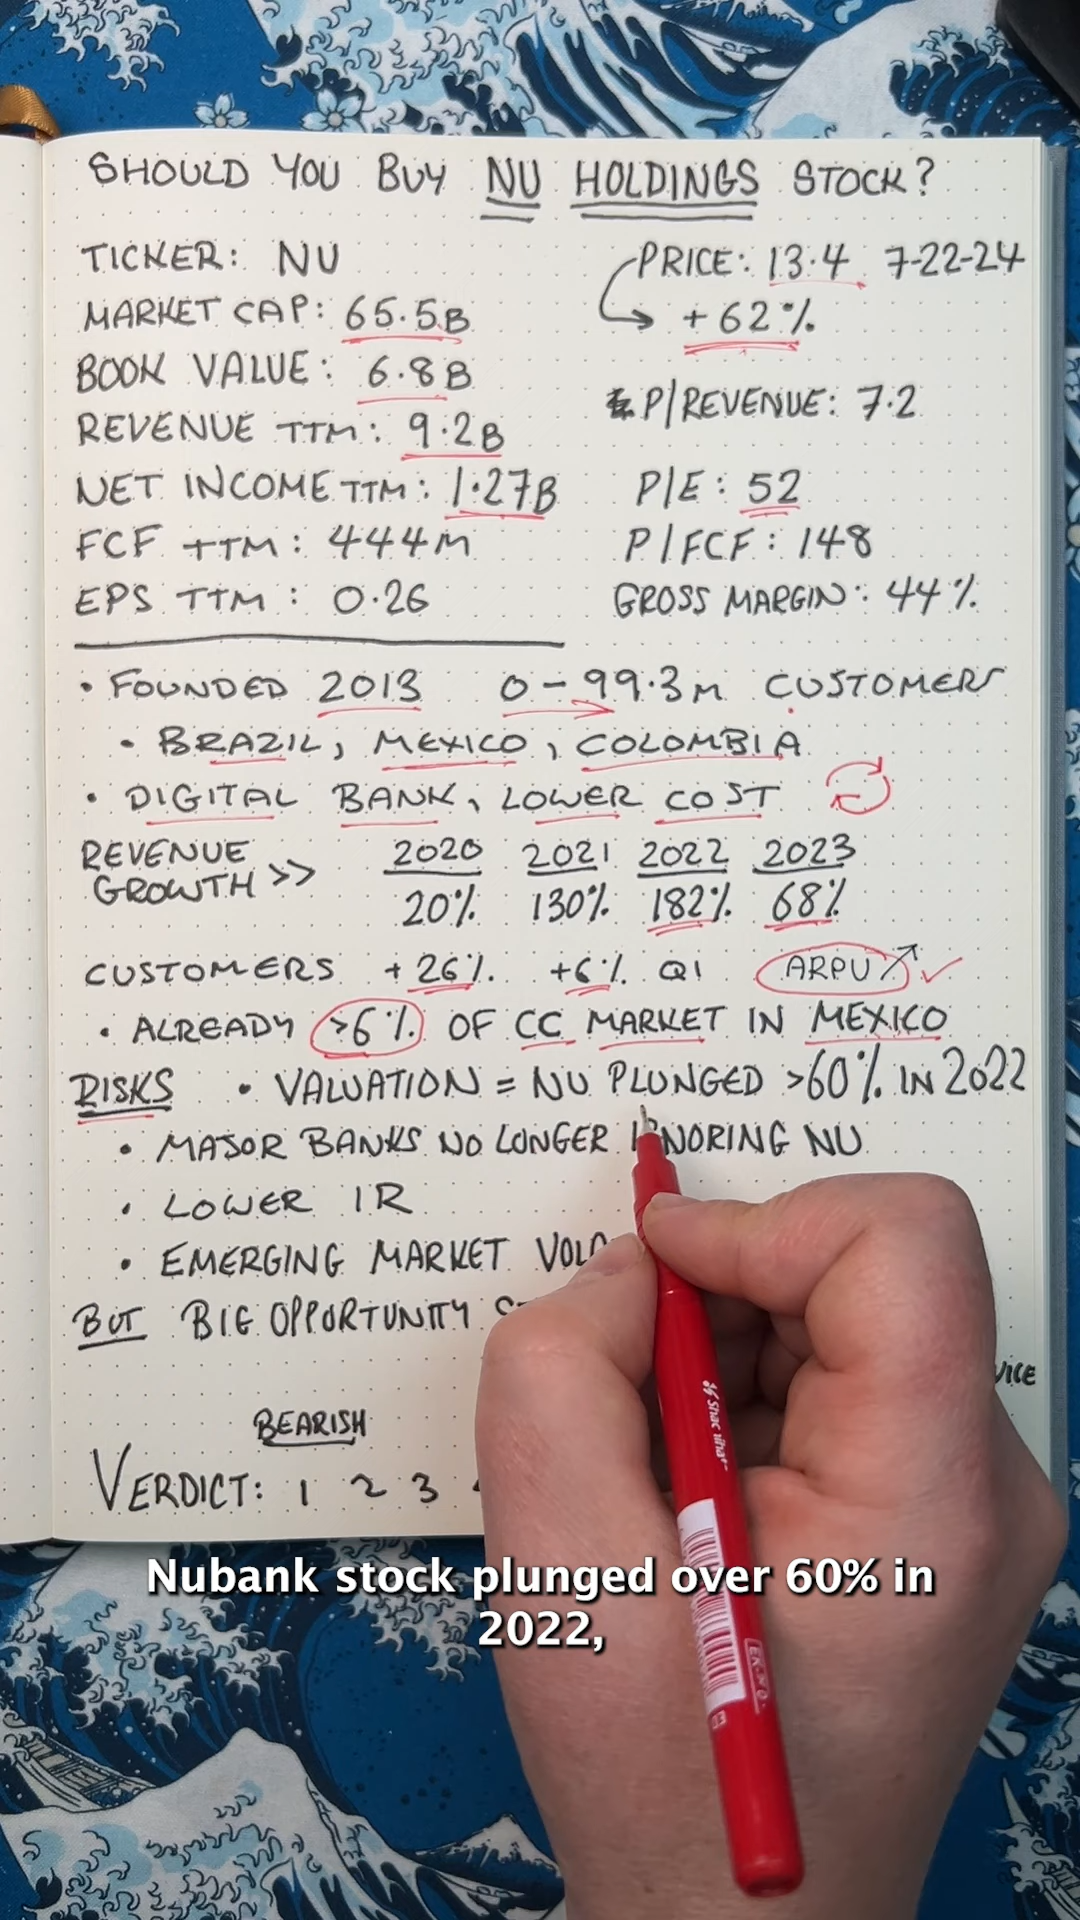 SHOULD YOU BUY NU HOLDINGS STOCK?
TICKER: NU
MARKET CAP: 65.5B
BOOK VALUE: 6.8B
REVENUE TTM: 9.2B
NET INCOME TTM: 1.27B
FCF TTM: 444M
EPS TTM: 0.26
PRICE: 13.4 7-22-24
+62%
P/REVENUE: 7.2
P/E: 52
P/FCF: 148
GROSS MARGIN: 44%
• FOUNDED 2013 0-99.3M CUSTOMERS
• BRAZIL, MEXICO, COLOMBIA
• DIGITAL BANK, LOWER COST
REVENUE GROWTH >> 2020 2021 2022 2023
20% 130% 182% 68%
CUSTOMERS +26% +6% Q1 ARPU ↗ ✓
• ALREADY >6% OF CC MARKET IN MEXICO
RISKS • VALUATION = NU PLUNGED >60% IN 2022
• MAJOR BANKS NO LONGER IGNORING NU
• LOWER IR
• EMERGING MARKET
BUT BIG OPPORTUNITY
BEARISH
VERDICT: 1 2 3
Nubank stock plunged over 60% in
2022,